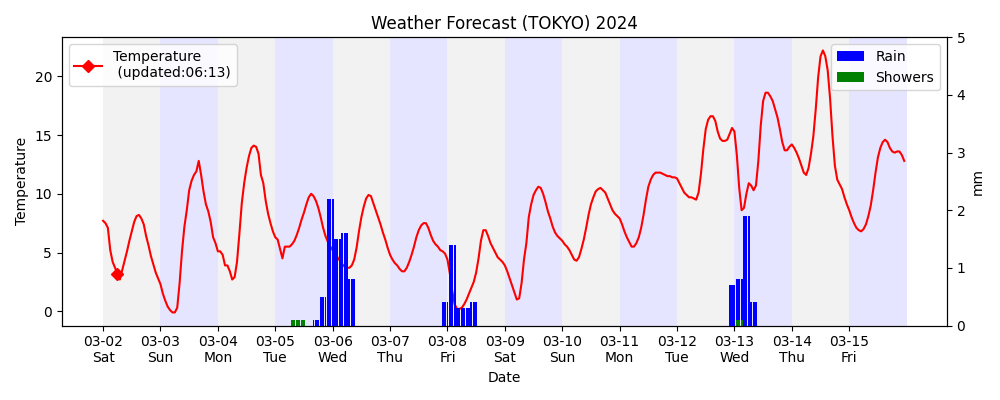 Weather Forecast (TOKYO) 2024
Temperature
(updated:06:13)
Rain
Showers
Temperature
20
15
10
5
0
5
4
3
2
1
0
mm
03-02 03-03 03-04 03-05 03-06 03-07 03-08 03-09 03-10 03-11 03-12 03-13 03-14 03-15
Sat Sun Mon Tue Wed Thu Fri Sat Sun Mon Tue Wed Thu Fri
Date